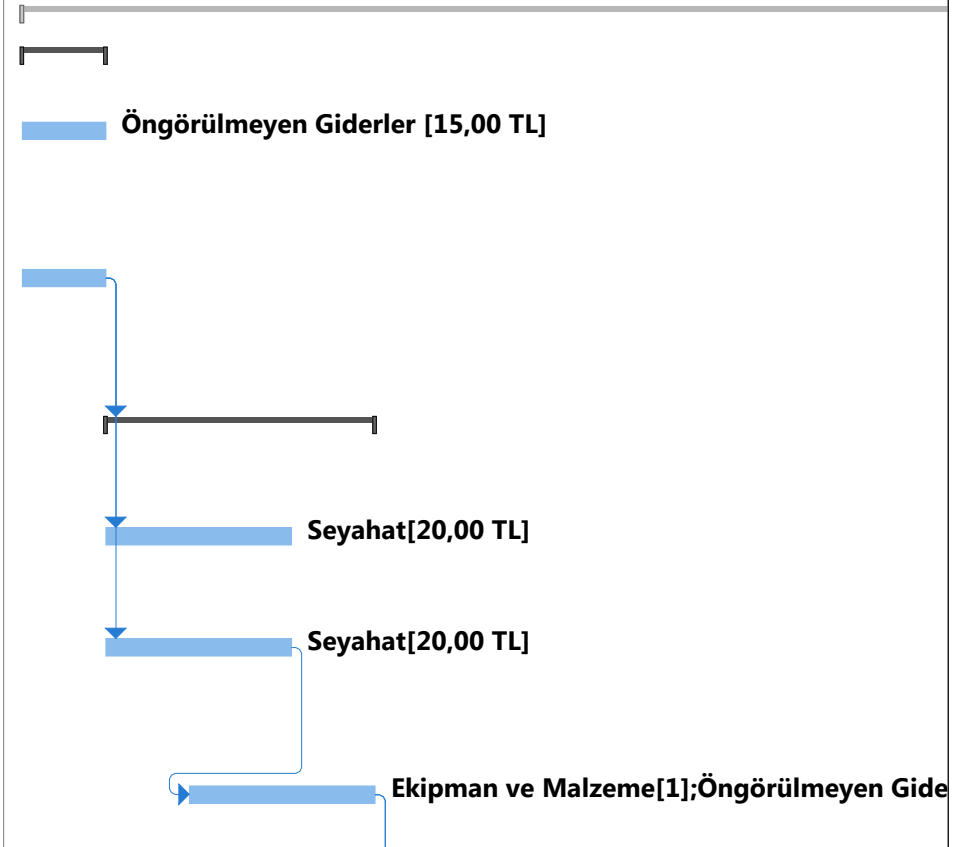 Öngörülmeyen Giderler [15,00 TL]
Seyahat[20,00 TL]
Seyahat[20,00 TL]
Ekipman ve Malzeme[1];Öngörülmeyen Gide